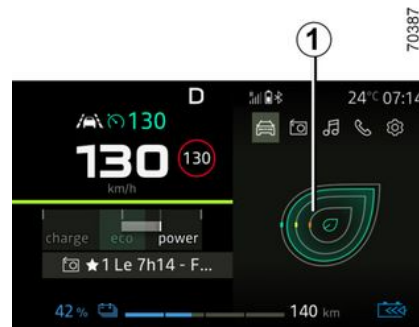 70387
1
D
24°C 07:14
130
130
130
km/h
charge eco power
1 Le 7h14 - F...
42 %
140 km